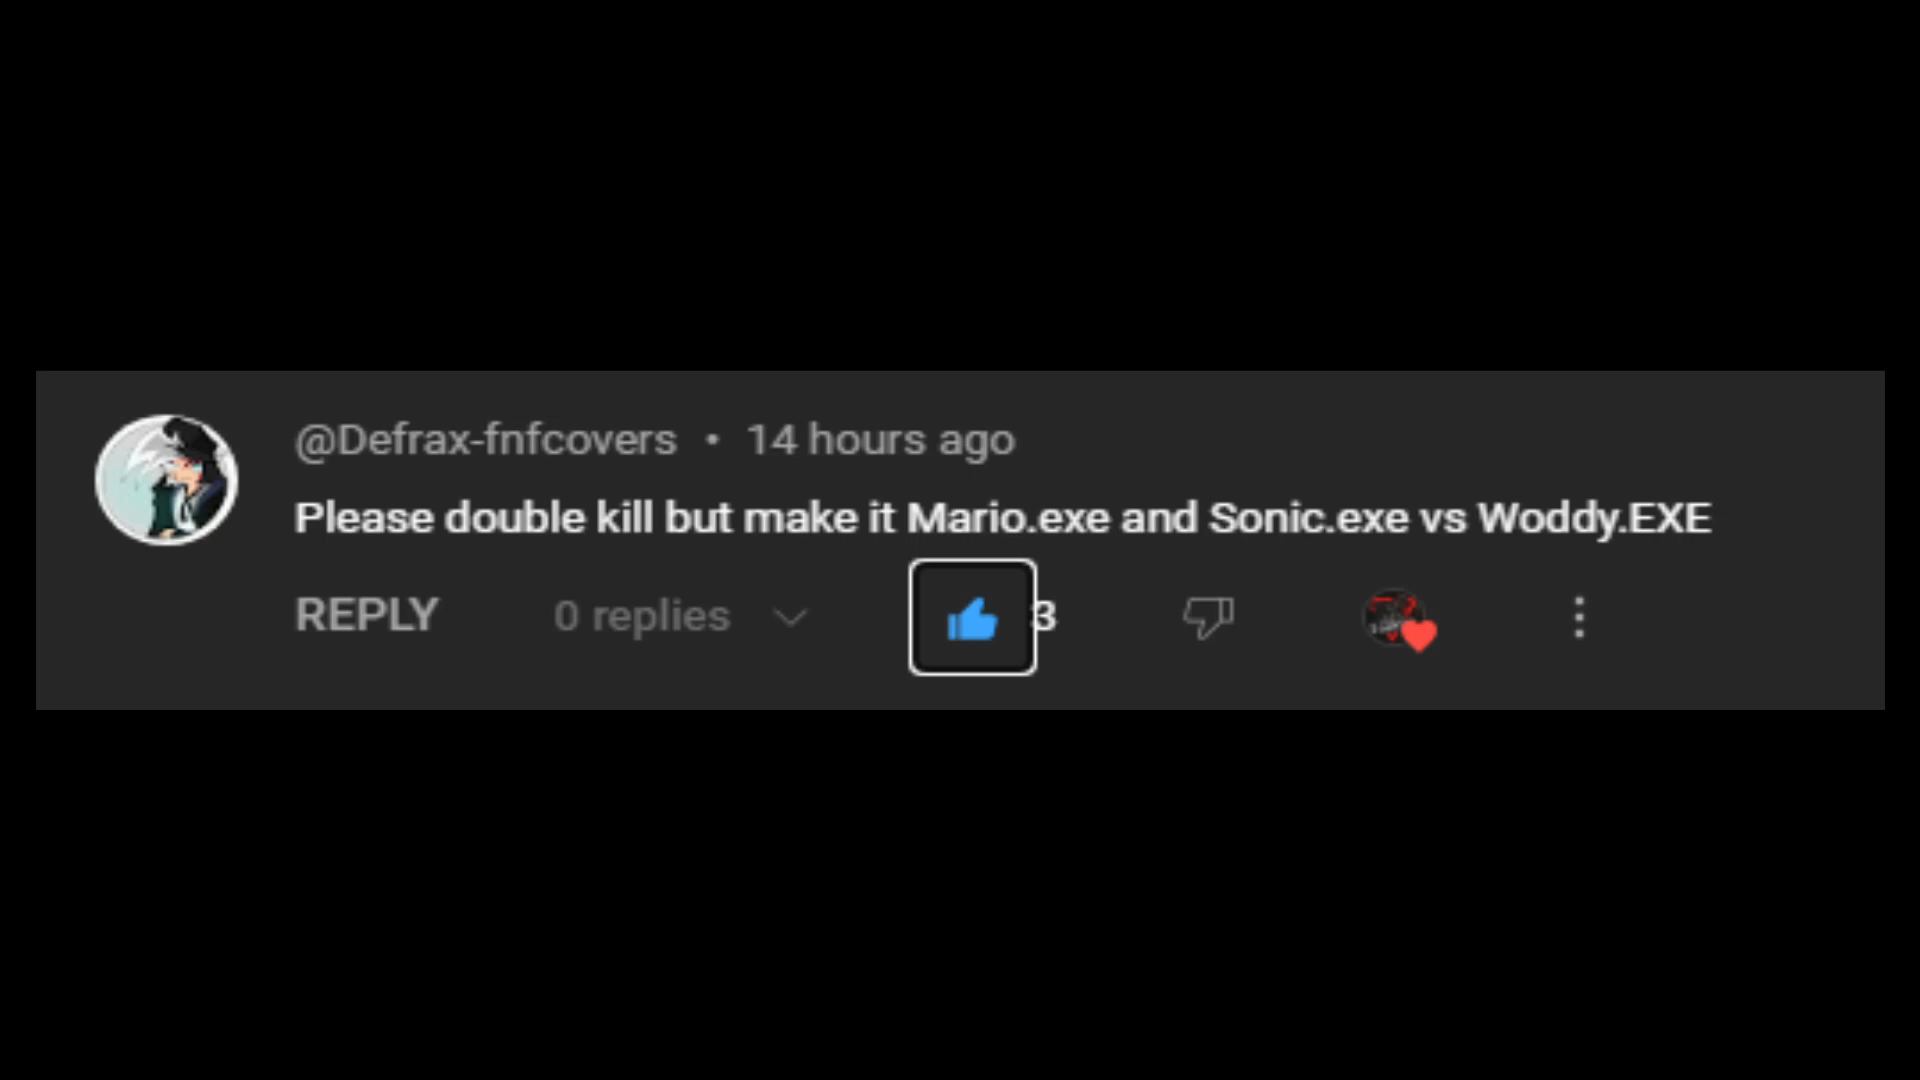 @Defrax-fnfcovers • 14 hours ago
Please double kill but make it Mario.exe and Sonic.exe vs Woddy.EXE
REPLY 0 replies 3